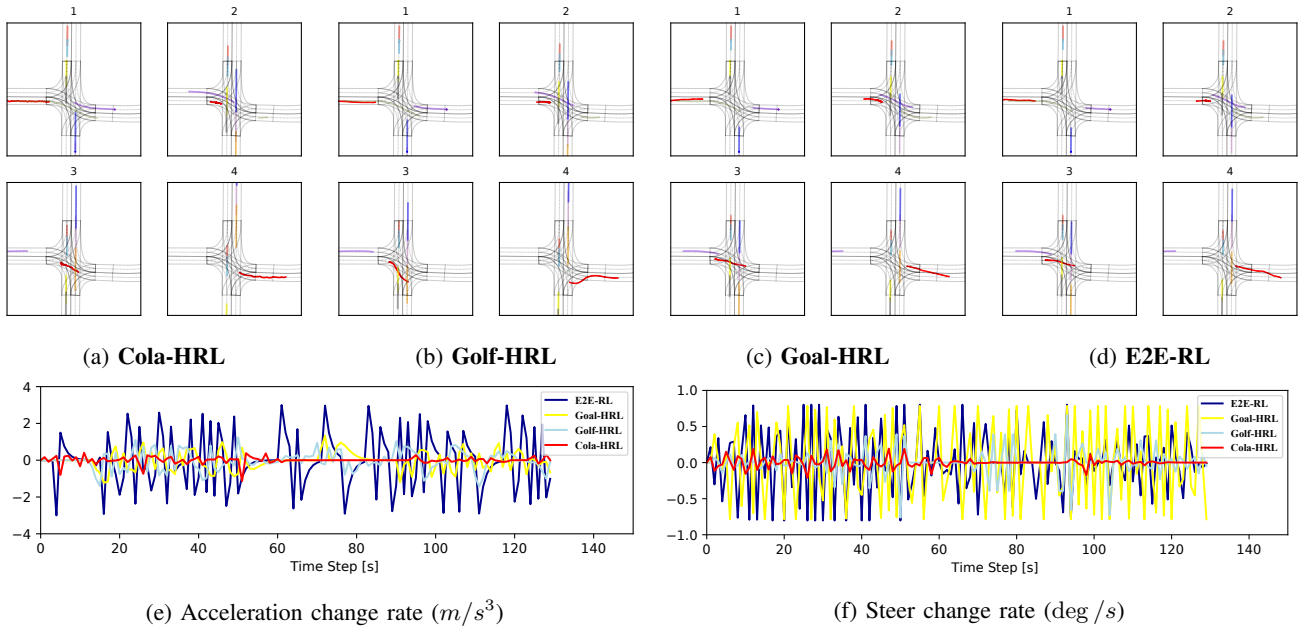 1 2 1 2 1 2 1 2
3 4 3 4 3 4 3 4
(a) Cola-HRL (b) Golf-HRL (c) Goal-HRL (d) E2E-RL
4
2
0
−2
−4
E2E-RL
Goal-HRL
Golf-HRL
Cola-HRL
0 20 40 60 80 100 120 140
Time Step [s]
(e) Acceleration change rate (m/s³)
1.0
0.5
0.0
−0.5
−1.0
E2E-RL
Goal-HRL
Golf-HRL
Cola-HRL
0 20 40 60 80 100 120 140
Time Step [s]
(f) Steer change rate (deg /s)